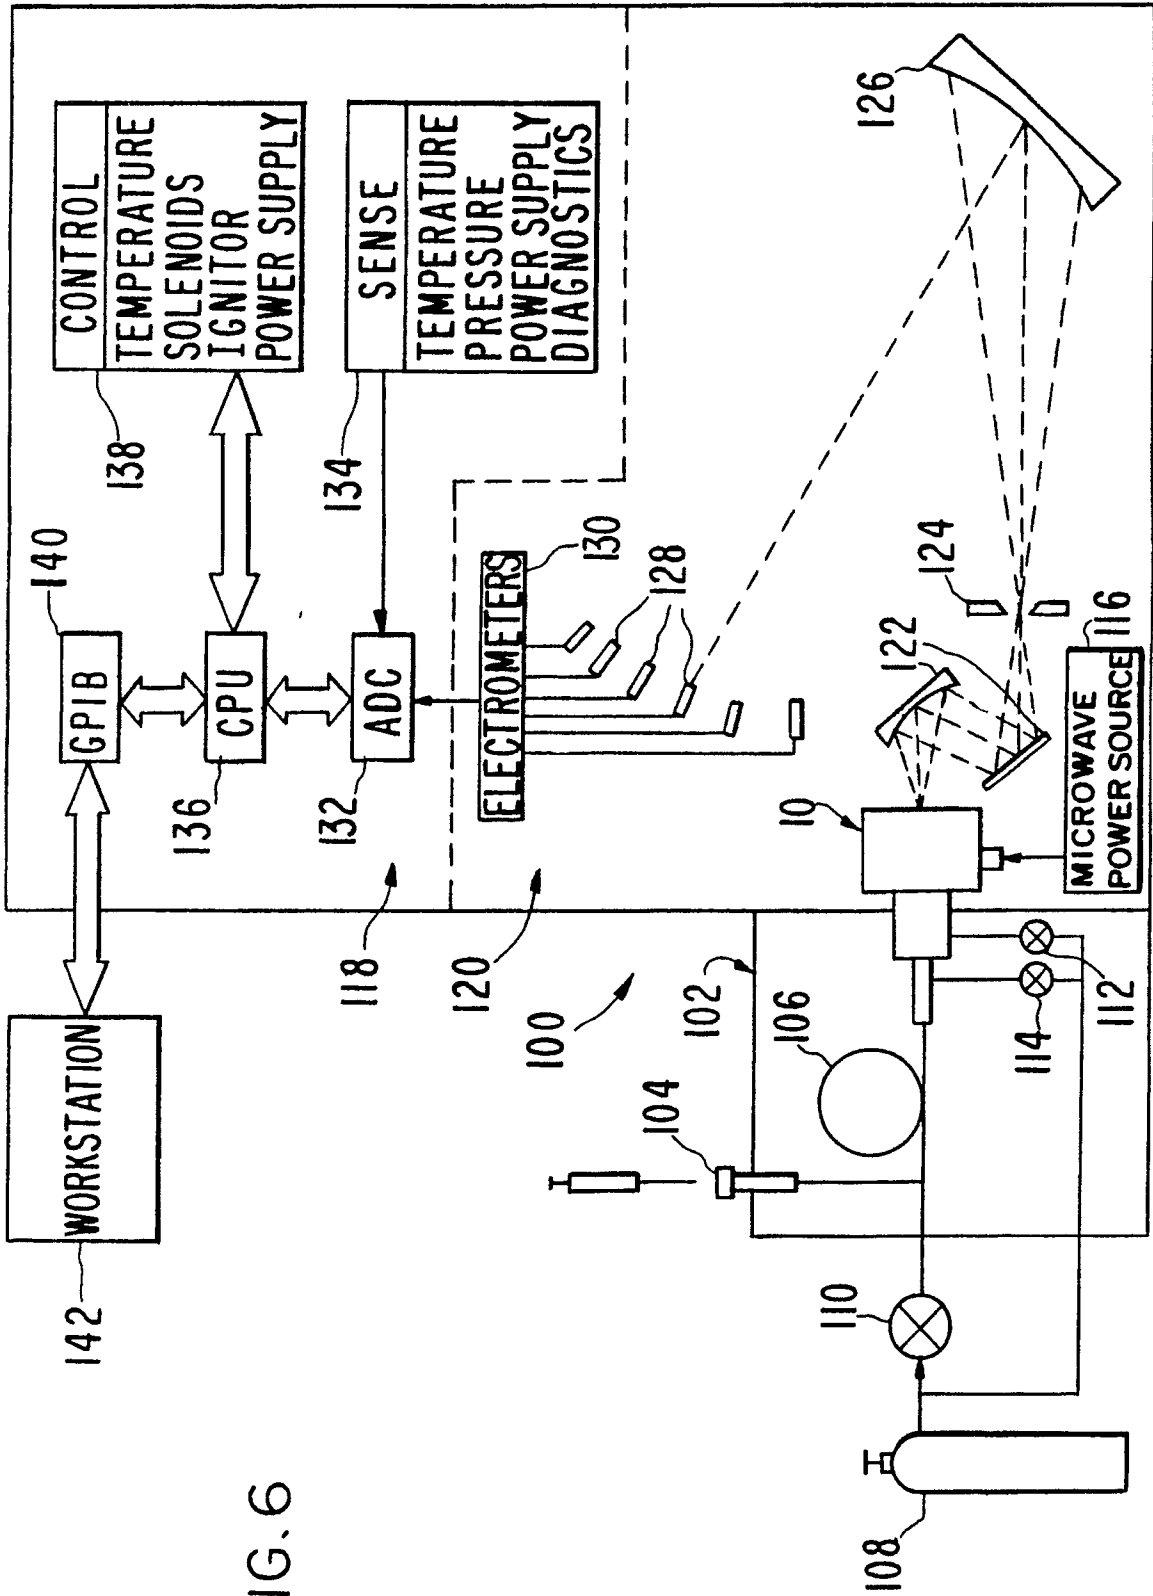 WORKSTATION
142
GPIB
140
CPU
136
ADC
132
CONTROL
TEMPERATURE
SOLENOIDS
IGNITOR
POWER SUPPLY
138
SENSE
TEMPERATURE
PRESSURE
POWER SUPPLY
DIAGNOSTICS
134
118
ELECTROMETERS
130
128
120
100
102
104
106
10
122
124
126
MICROWAVE
POWER SOURCE
116
110
114
112
108
IG. 6